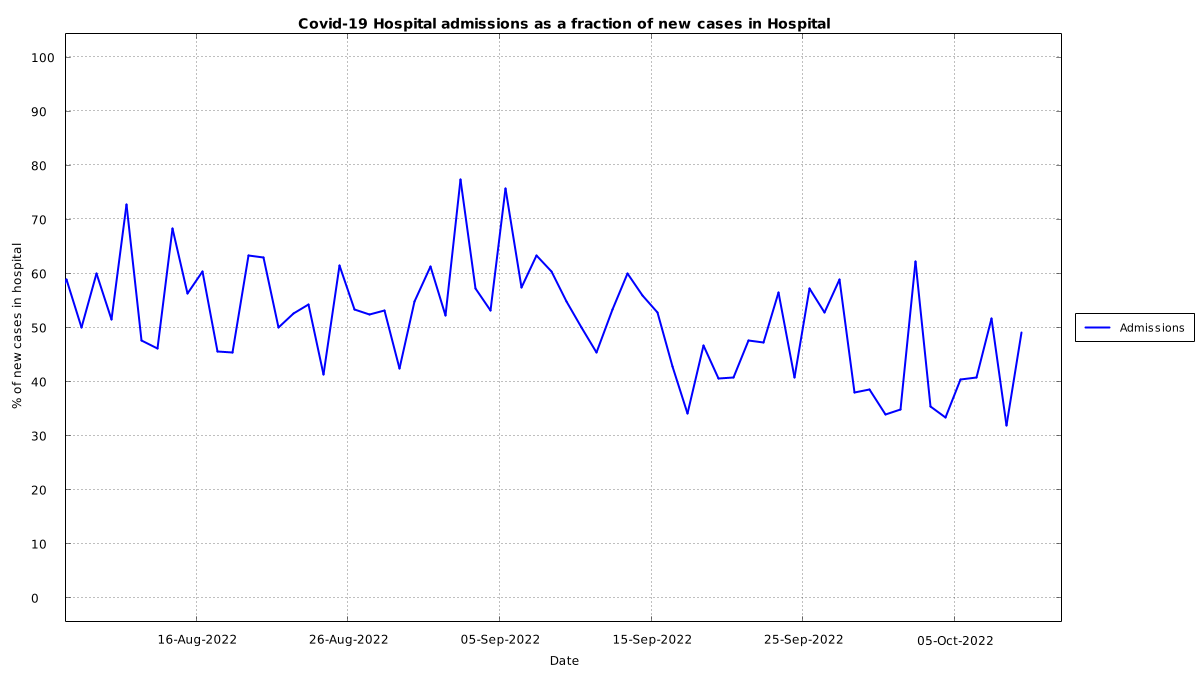 Covid-19 Hospital admissions as a fraction of new cases in Hospital
100
90
80
70
60
50
40
30
20
10
0
% of new cases in hospital
16-Aug-2022
26-Aug-2022
05-Sep-2022
15-Sep-2022
25-Sep-2022
05-Oct-2022
Date
Admissions